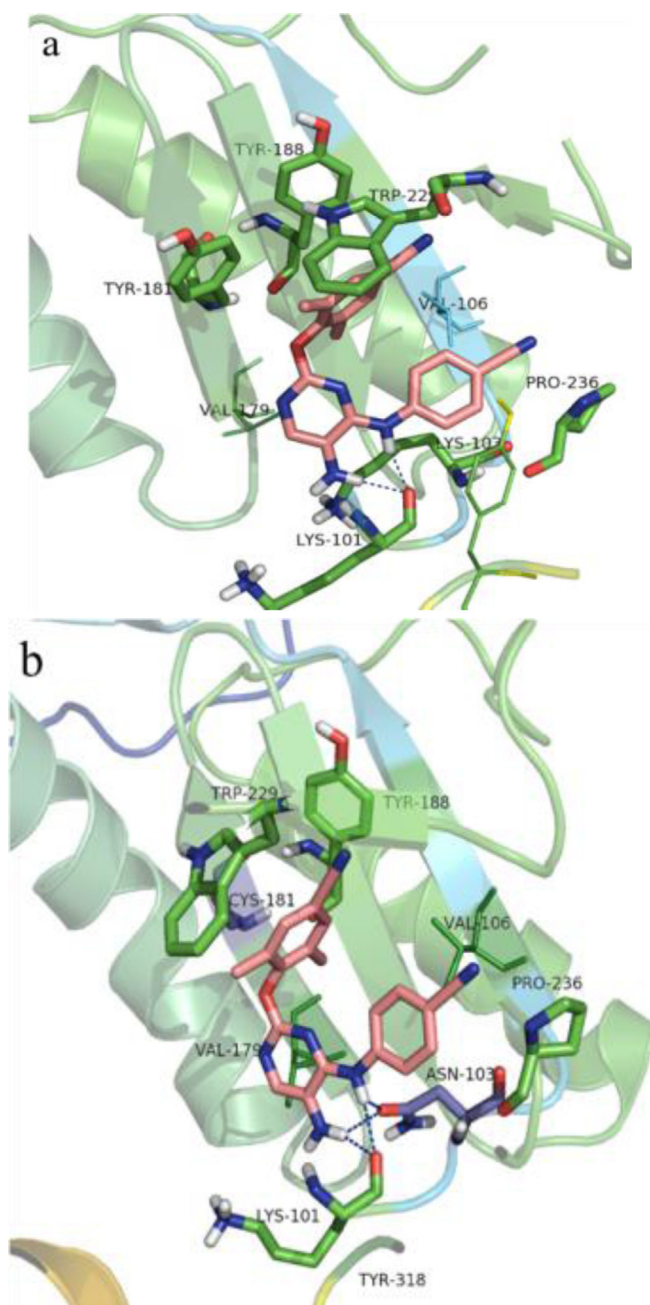 a
TYR-188
TRP-229
TYR-181
VAL-106
PRO-236
VAL-179
LYS-103
LYS-101
b
TRP-229
TYR-188
CYS-181
VAL-106
PRO-236
VAL-179
ASN-103
LYS-101
TYR-318